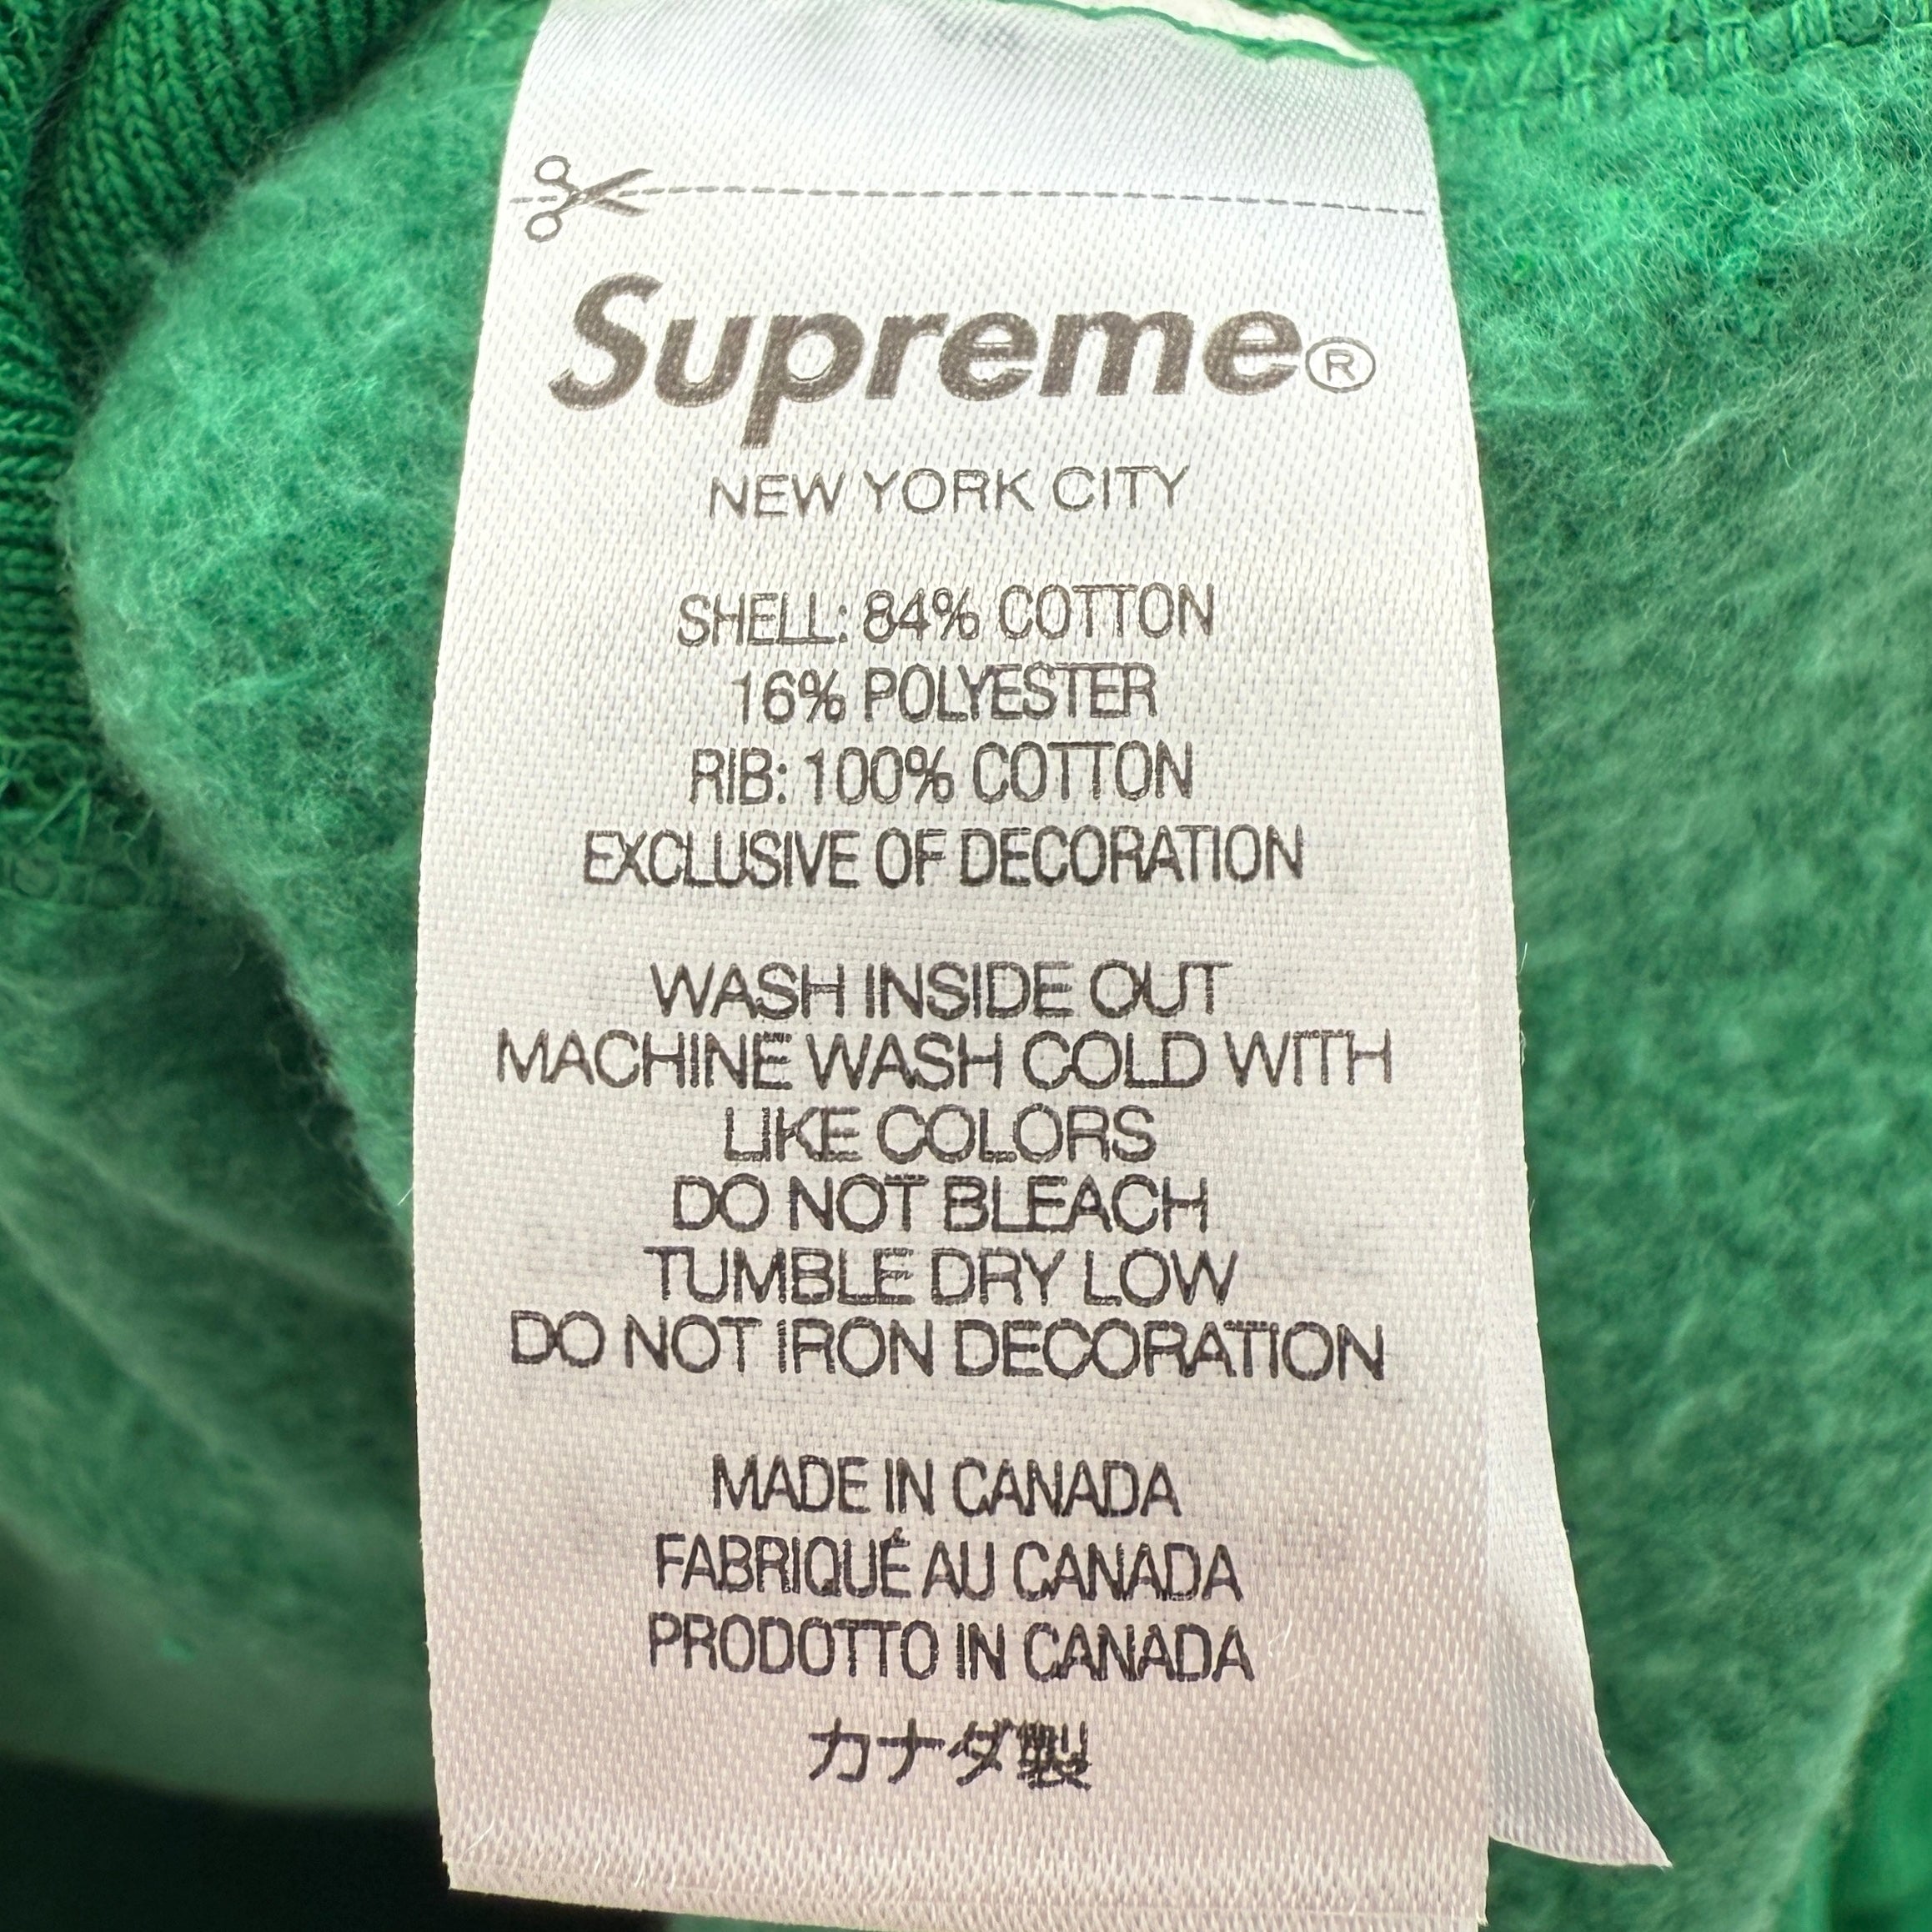 Supreme®
NEW YORK CITY
SHELL: 84% COTTON
16% POLYESTER
RIB: 100% COTTON
EXCLUSIVE OF DECORATION
WASH INSIDE OUT
MACHINE WASH COLD WITH
LIKE COLORS
DO NOT BLEACH
TUMBLE DRY LOW
DO NOT IRON DECORATION
MADE IN CANADA
FABRIQUÉ AU CANADA
PRODOTTO IN CANADA
カナダ製